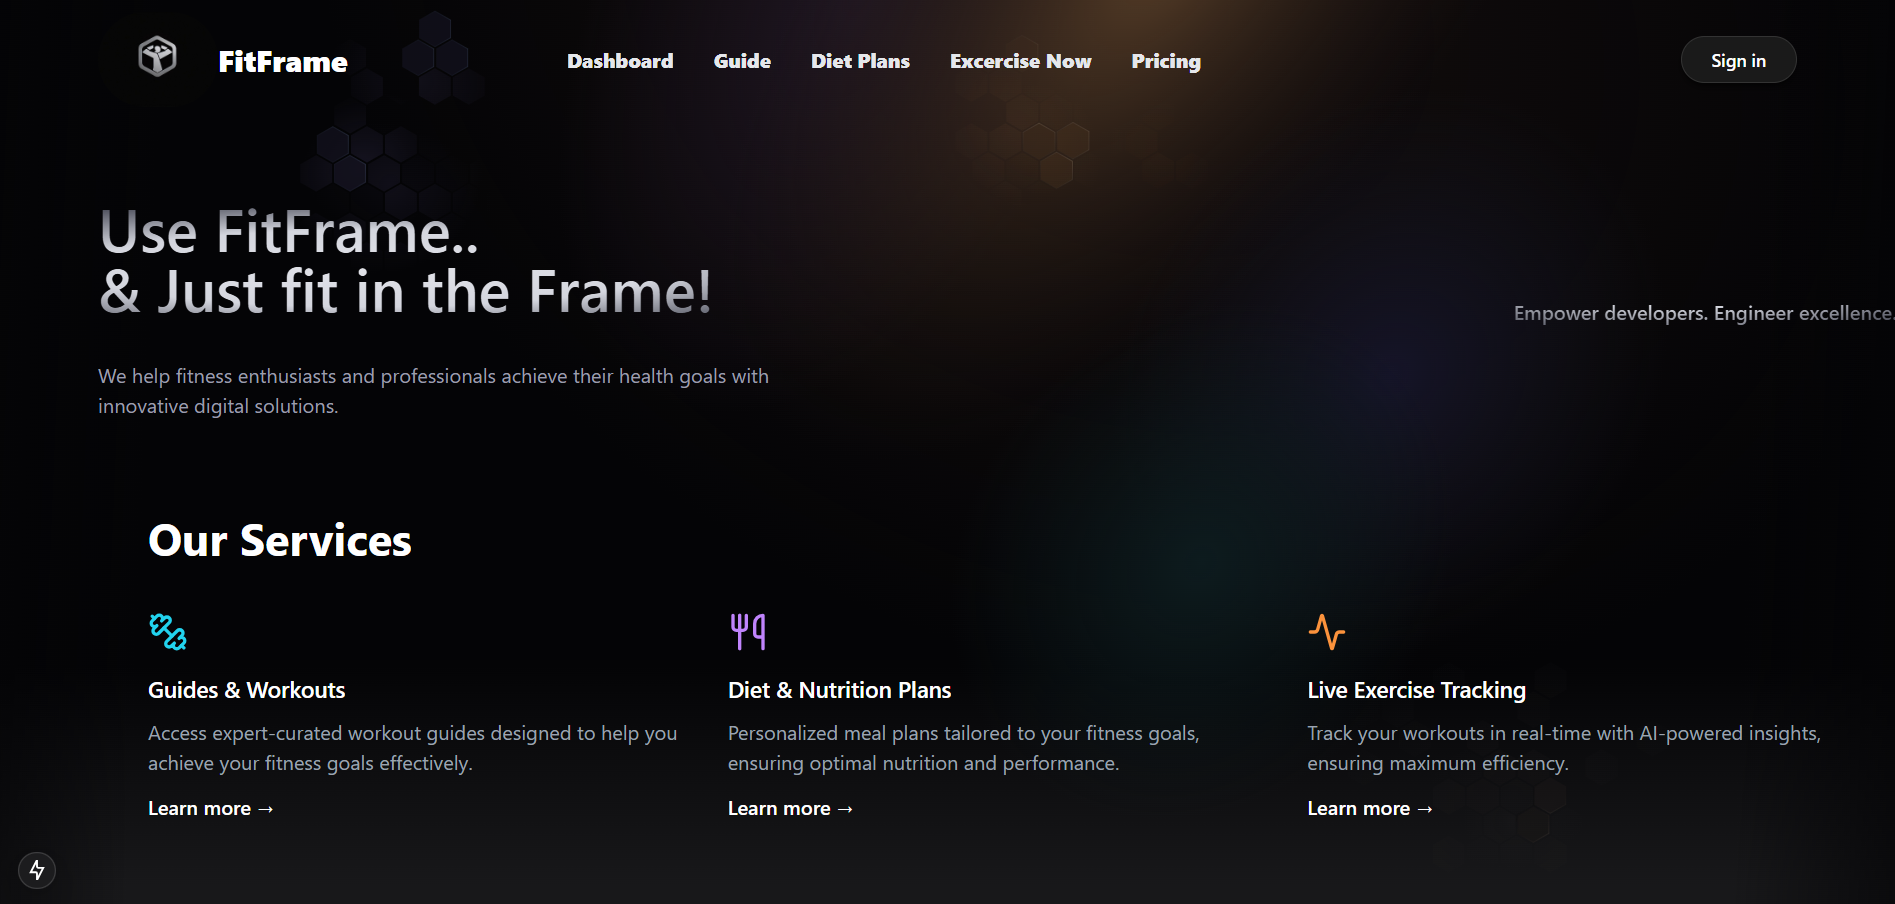 FitFrame
Dashboard
Guide
Diet Plans
Excercise Now
Pricing
Sign in
Use FitFrame..
& Just fit in the Frame!
Empower developers. Engineer excellence.
We help fitness enthusiasts and professionals achieve their health goals with
innovative digital solutions.
Our Services
Guides & Workouts
Access expert-curated workout guides designed to help you
achieve your fitness goals effectively.
Learn more →
Diet & Nutrition Plans
Personalized meal plans tailored to your fitness goals,
ensuring optimal nutrition and performance.
Learn more →
Live Exercise Tracking
Track your workouts in real-time with AI-powered insights,
ensuring maximum efficiency.
Learn more →